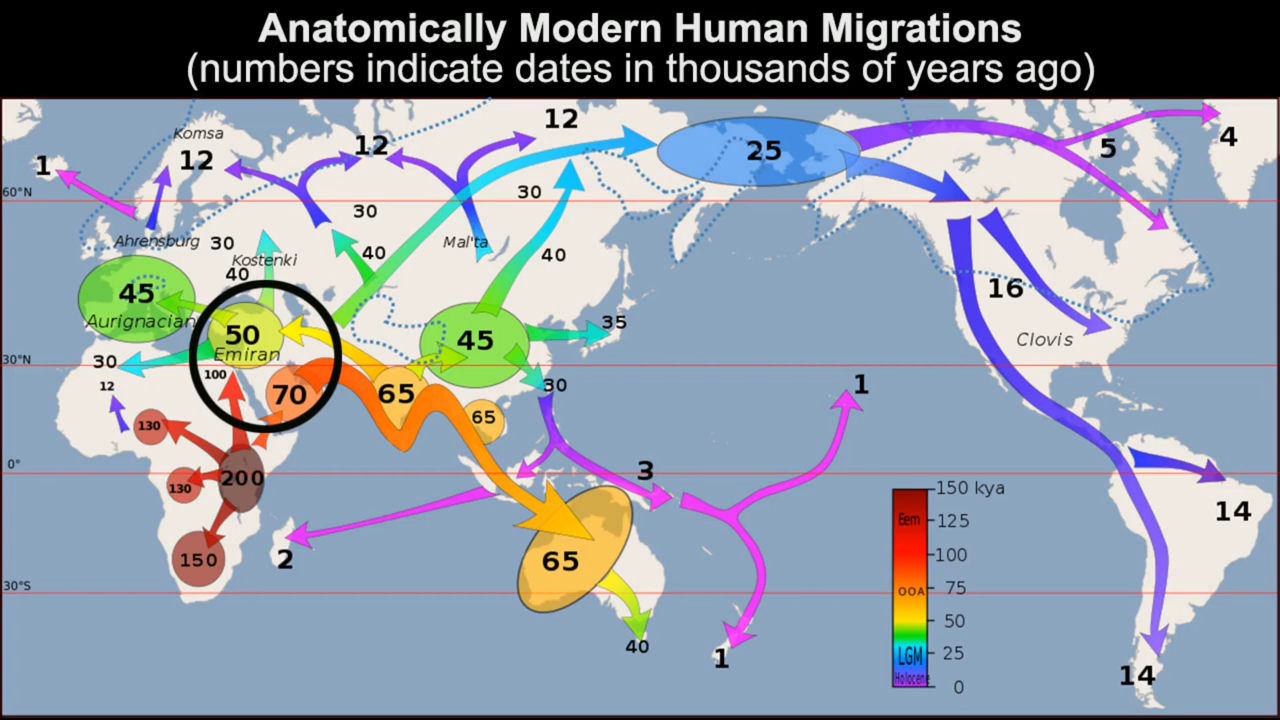 Anatomically Modern Human Migrations
(numbers indicate dates in thousands of years ago)
12
4
Komsa
12
12
5
1
25
60°N
30
30
Ahrensburg
30
Mal'ta
40
40
Kostenki
40
45
16
Aurignacian
50
45
35
Clovis
Emiran
30°N
30
100
12
70
65
30
1
65
130
0°
200
3
130
150 kya
Eem
125
14
100
2
150
65
75
OOA
30°S
50
40
25
LGM
1
14
Holocene
0